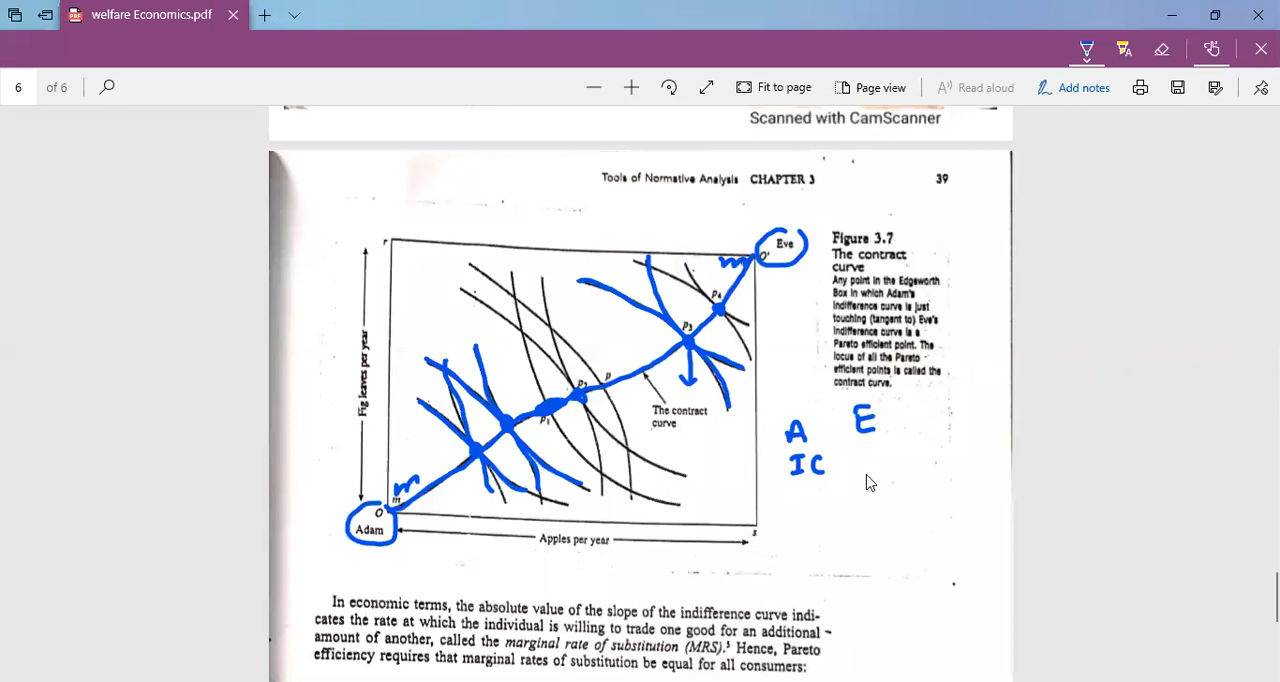 welfare Economics.pdf
6 of 6
Fit to page
Page view
Read aloud
Add notes
Scanned with CamScanner
Tools of Normative Analysis CHAPTER 3 39
r
Eve
O'
m
Figure 3.7
The contract
curve
Any point in the Edgeworth
Box in which Adam's
indifference curve is just
touching (tangent to) Eve's
indifference curve is a
Pareto efficient point. The
locus of all the Pareto
efficient points is called the
contract curve.
P4
P3
P2
P
P1
Fig leaves per year
The contract
curve
A
E
IC
m
m
O
Adam
Apples per year
s
In economic terms, the absolute value of the slope of the indifference curve indi-
cates the rate at which the individual is willing to trade one good for an additional
amount of another, called the marginal rate of substitution (MRS).³ Hence, Pareto
efficiency requires that marginal rates of substitution be equal for all consumers: